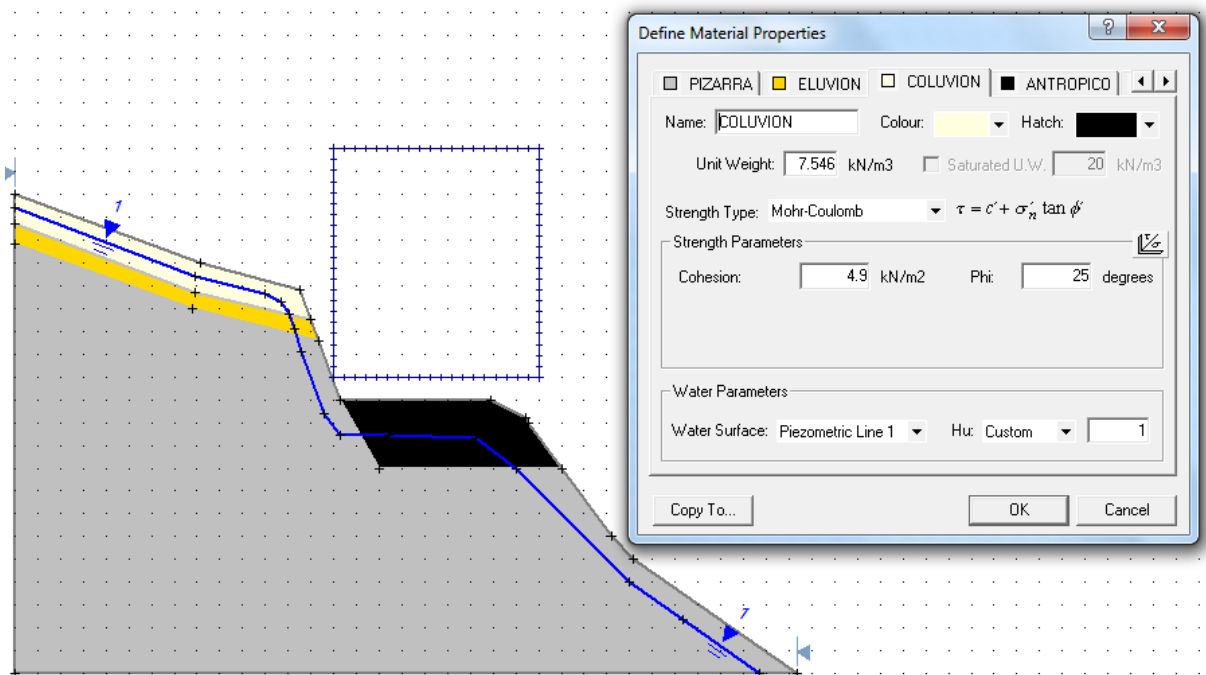 Define Material Properties
?
X
PIZARRA ELUVION COLUVION ANTROPICO
Name: COLUVION Colour: Hatch:
Unit Weight: 7.546 kN/m3 Saturated U.W. 20 kN/m3
Strength Type: Mohr-Coulomb τ = c′ + σ′n tan ϕ′
Strength Parameters
τ/σ
Cohesion: 4.9 kN/m2 Phi: 25 degrees
Water Parameters
Water Surface: Piezometric Line 1 Hu: Custom 1
Copy To... OK Cancel
1
1